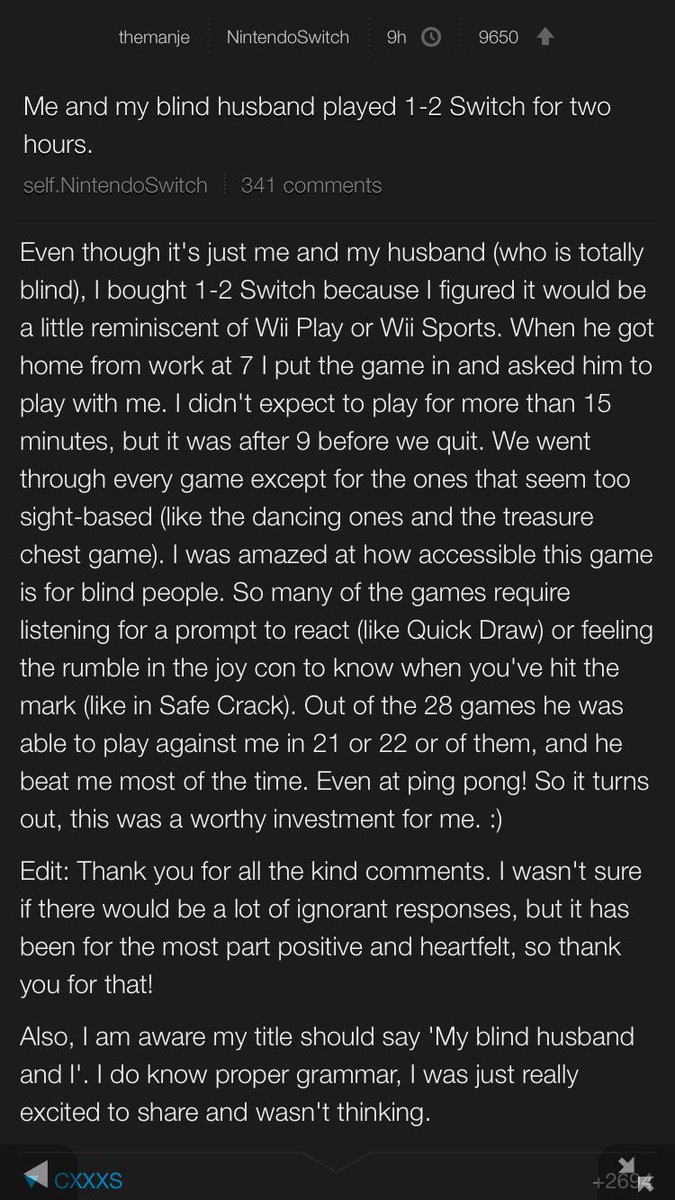 themanje NintendoSwitch 9h 9650
Me and my blind husband played 1-2 Switch for two
hours.
self.NintendoSwitch 341 comments
Even though it's just me and my husband (who is totally
blind), I bought 1-2 Switch because I figured it would be
a little reminiscent of Wii Play or Wii Sports. When he got
home from work at 7 I put the game in and asked him to
play with me. I didn't expect to play for more than 15
minutes, but it was after 9 before we quit. We went
through every game except for the ones that seem too
sight-based (like the dancing ones and the treasure
chest game). I was amazed at how accessible this game
is for blind people. So many of the games require
listening for a prompt to react (like Quick Draw) or feeling
the rumble in the joy con to know when you've hit the
mark (like in Safe Crack). Out of the 28 games he was
able to play against me in 21 or 22 or of them, and he
beat me most of the time. Even at ping pong! So it turns
out, this was a worthy investment for me. :)
Edit: Thank you for all the kind comments. I wasn't sure
if there would be a lot of ignorant responses, but it has
been for the most part positive and heartfelt, so thank
you for that!
Also, I am aware my title should say 'My blind husband
and I'. I do know proper grammar, I was just really
excited to share and wasn't thinking.
CXXXS +2694